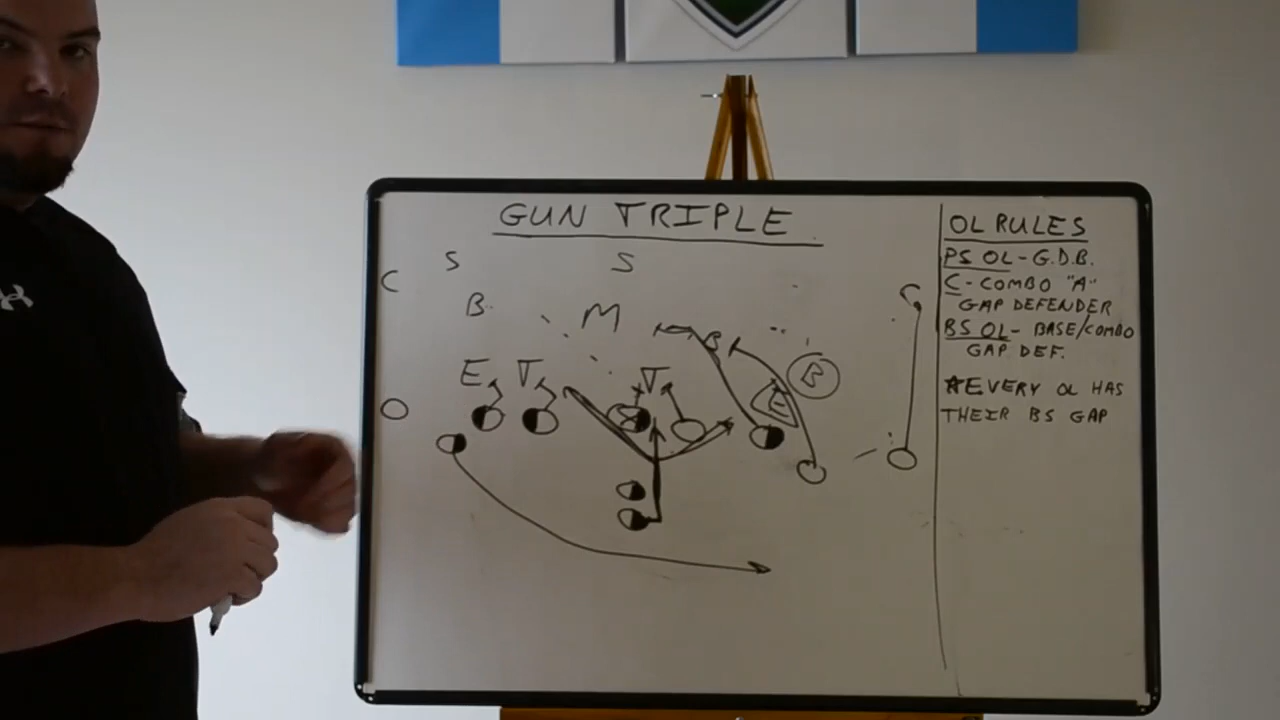 GUN TRIPLE
OL RULES
PS OL - G.D.B.
C - COMBO "A"
GAP DEFENDER
BS OL - BASE/COMBO
GAP DEF.
*EVERY OL HAS
THEIR BS GAP
S S
C C
B M B B
E T T E